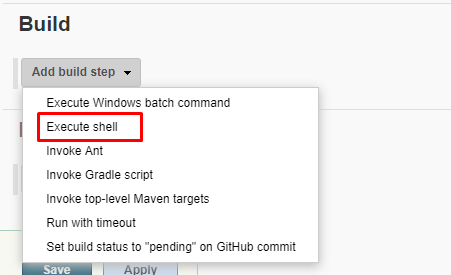 Build
Add build step
Execute Windows batch command
Execute shell
Invoke Ant
Invoke Gradle script
Invoke top-level Maven targets
Run with timeout
Set build status to "pending" on GitHub commit
Save Apply